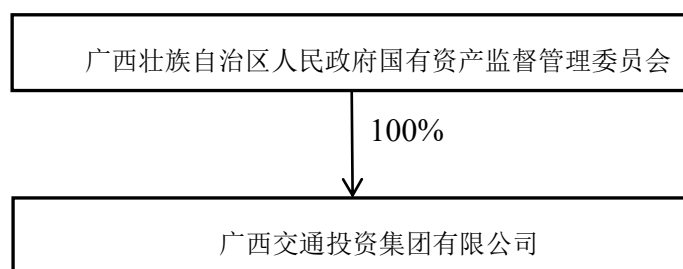 广西壮族自治区人民政府国有资产监督管理委员会
100%
广西交通投资集团有限公司